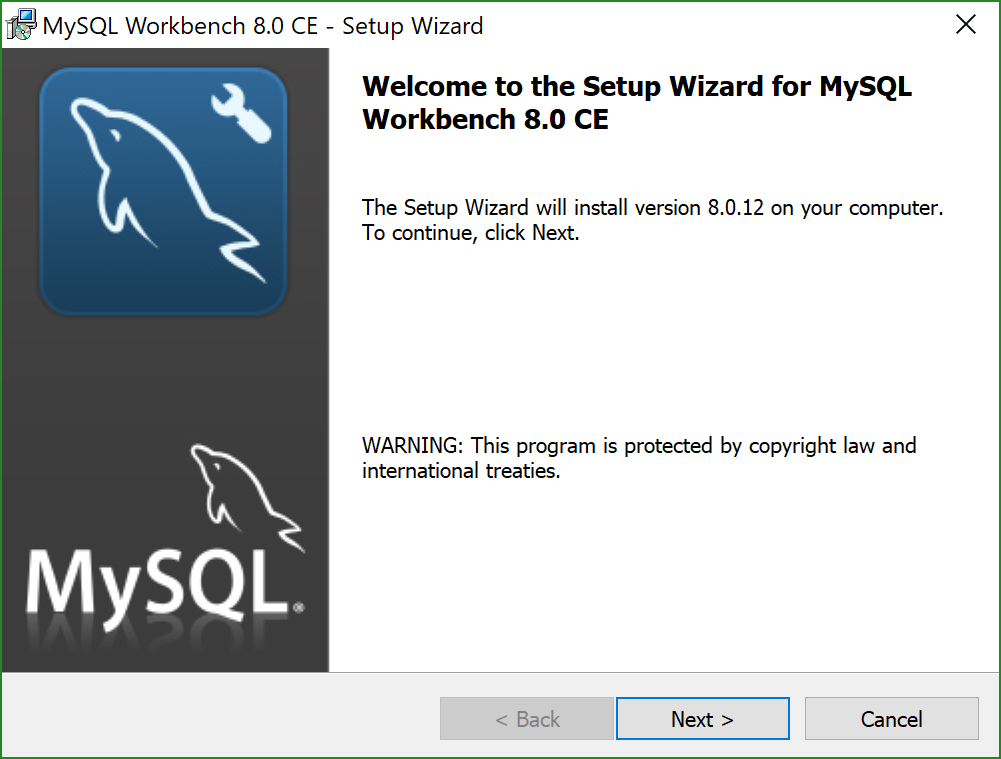 MySQL Workbench 8.0 CE - Setup Wizard
Welcome to the Setup Wizard for MySQL
Workbench 8.0 CE
The Setup Wizard will install version 8.0.12 on your computer.
To continue, click Next.
WARNING: This program is protected by copyright law and
international treaties.
MySQL®
< Back
Next >
Cancel